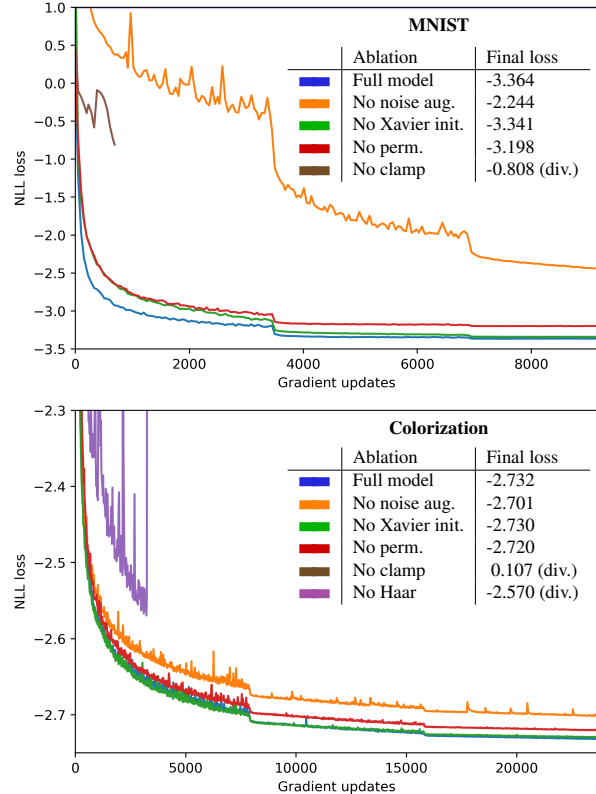 MNIST
Ablation Final loss
Full model -3.364
No noise aug. -2.244
No Xavier init. -3.341
No perm. -3.198
No clamp -0.808 (div.)
1.0
0.5
0.0
−0.5
−1.0
−1.5
−2.0
−2.5
−3.0
−3.5
NLL loss
0 2000 4000 6000 8000
Gradient updates
Colorization
Ablation Final loss
Full model -2.732
No noise aug. -2.701
No Xavier init. -2.730
No perm. -2.720
No clamp 0.107 (div.)
No Haar -2.570 (div.)
−2.3
−2.4
−2.5
−2.6
−2.7
NLL loss
0 5000 10000 15000 20000
Gradient updates